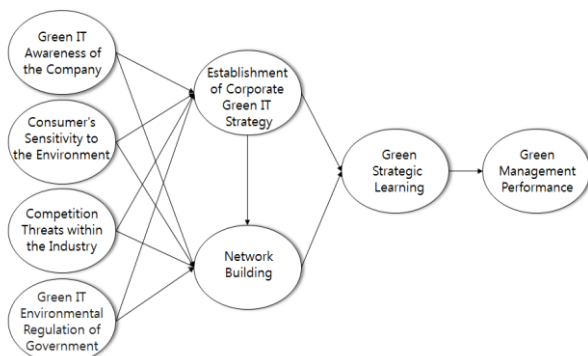 Green IT
Awareness of
the Company
Consumer's
Sensitivity to
the Environment
Competition
Threats within
the Industry
Green IT
Environmental
Regulation of
Government
Establishment
of Corporate
Green IT
Strategy
Network
Building
Green
Strategic
Learning
Green
Management
Performance